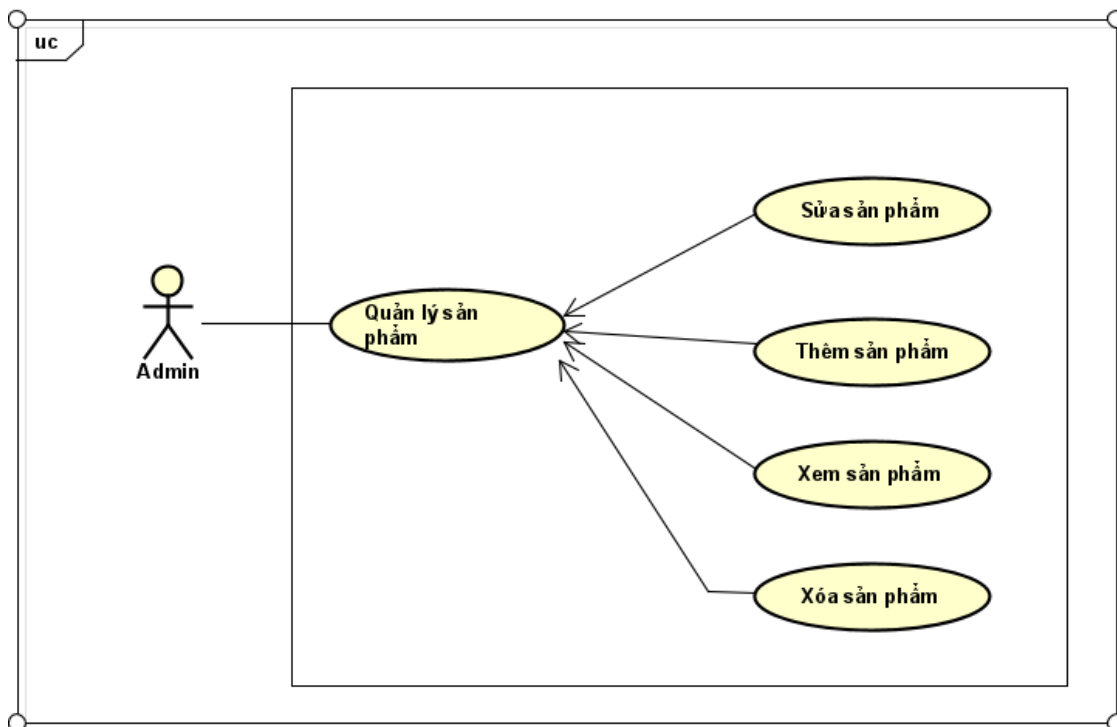 uc
Sửa sản phẩm
Quản lý sản
phẩm
Thêm sản phẩm
Admin
Xem sản phẩm
Xóa sản phẩm